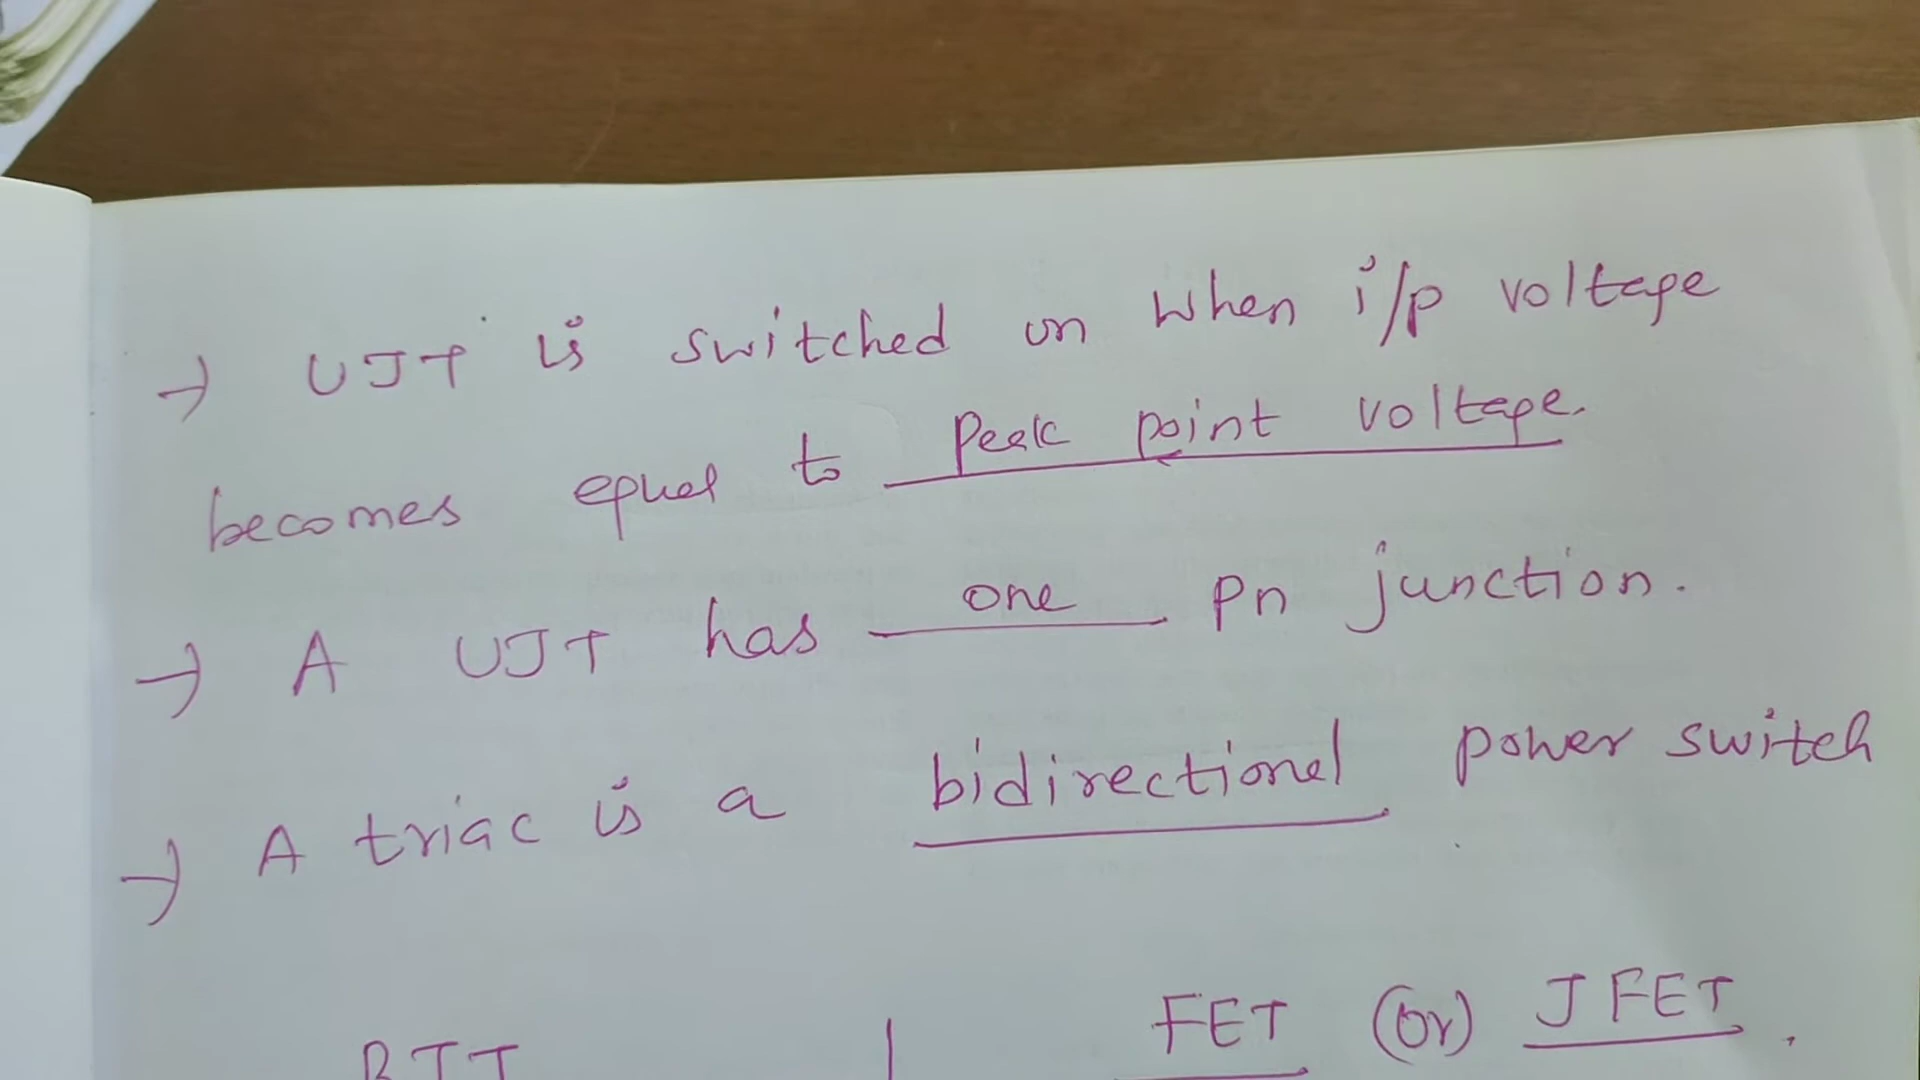 → UJT is switched on when i/p voltage
becomes equal to peak point voltage.
→ A UJT has one pn junction.
→ A triac is a bidirectional power switch
BJT | FET (or) JFET.